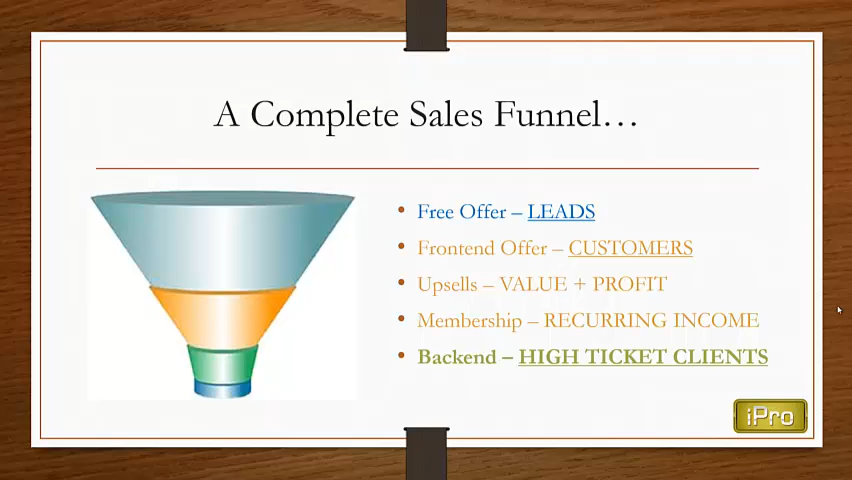 A Complete Sales Funnel…
• Free Offer – LEADS
• Frontend Offer – CUSTOMERS
• Upsells – VALUE + PROFIT
• Membership – RECURRING INCOME
• Backend – HIGH TICKET CLIENTS
iPro